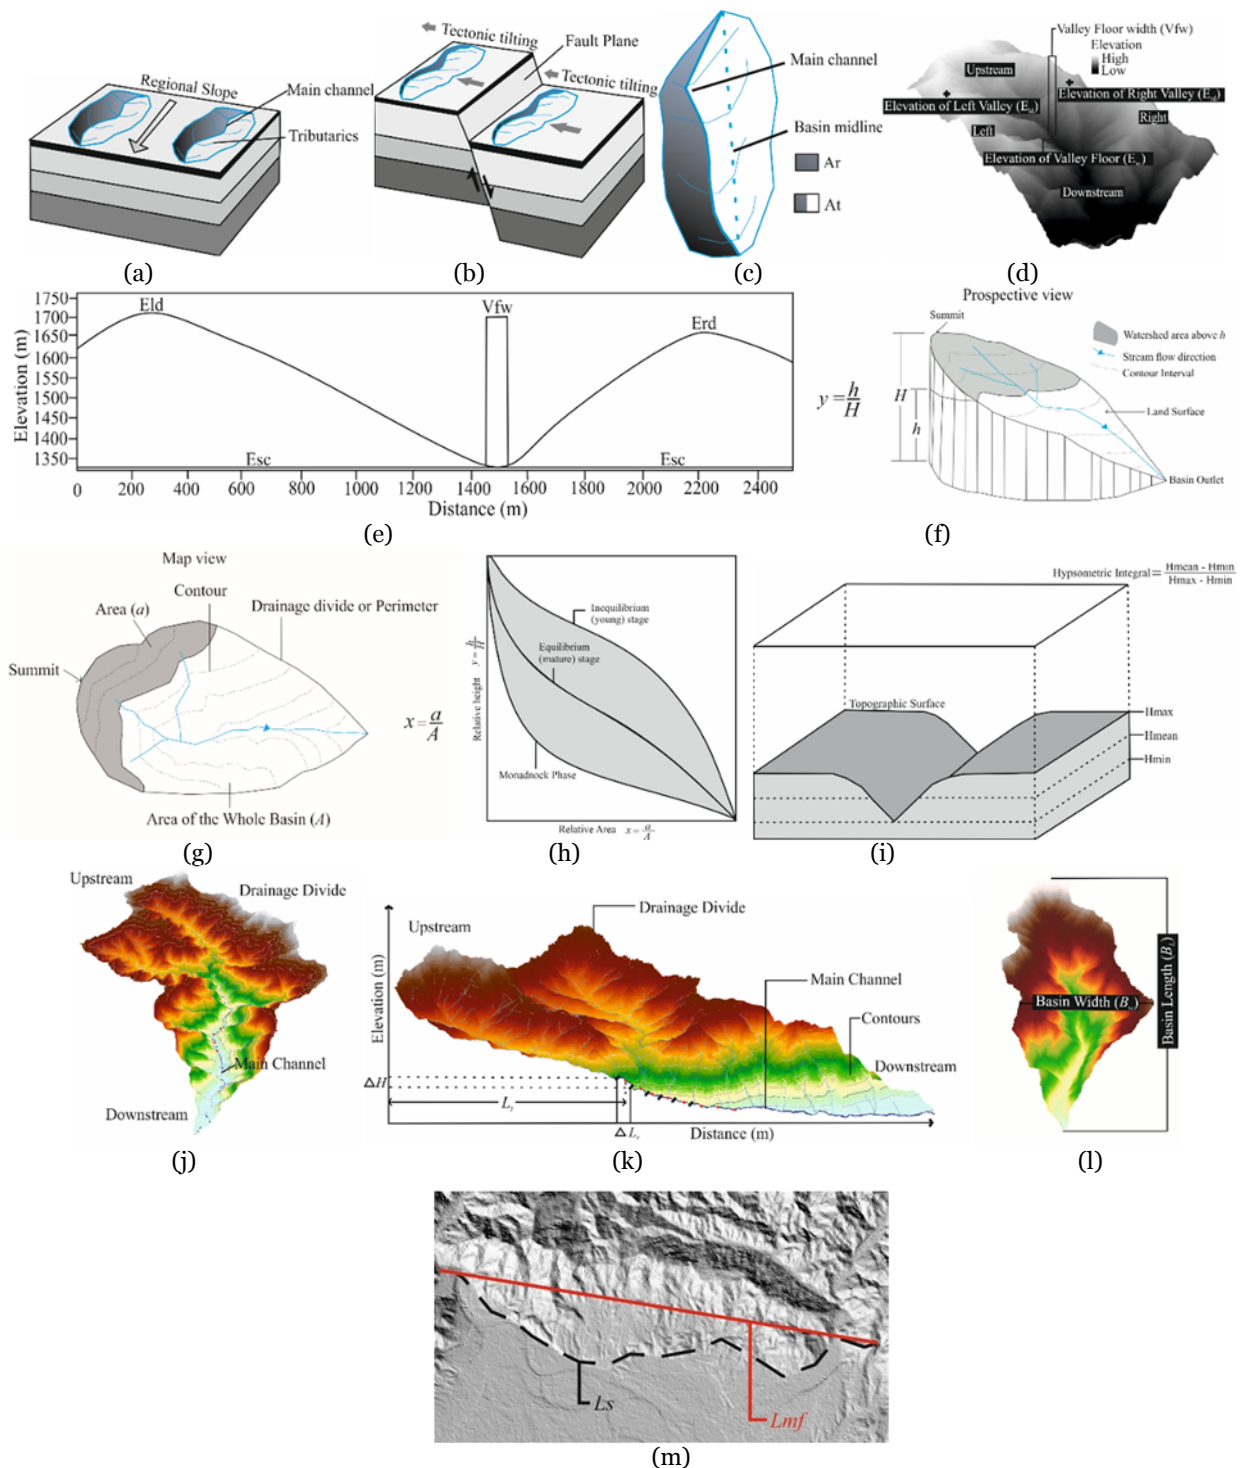 Tectonic tilting
Fault Plane
Tectonic tilting
Regional Slope
Main channel
Tributarics
Main channel
Basin midline
Ar
At
Valley Floor width (Vfw)
Elevation
High
Low
Upstream
Elevation of Right Valley (E
Elevation of Left Valley (E
Right
Left
Elevation of Valley Floor (E
Downstream
(a)
(b)
(c)
(d)
Elevation (m)
1750
1700
1650
1600
1550
1500
1450
1400
1350
Eld
Vfw
Erd
Esc
Esc
0
200
400
600
800
1000
1200
1400
1600
1800
2000
2200
2400
Distance (m)
(e)
Prospective view
Summit
Watershed area above h
Stream flow direction
Contour Interval
y = h/H
H
h
Land Surface
Basin Outlet
(f)
Map view
Contour
Area (a)
Drainage divide or Perimeter
Summit
x = a/A
Area of the Whole Basin (A)
(g)
Inequilibrium
(young) stage
Equilibrium
(mature) stage
Relative height y = h/H
Monadnock Phase
Relative Area x = a/A
(h)
Hypsometric Integral = Hmean - Hmin / Hmax - Hmin
Topographic Surface
Hmax
Hmean
Hmin
(i)
Upstream
Drainage Divide
Main Channel
Downstream
(j)
Elevation (m)
Upstream
Drainage Divide
Main Channel
Contours
Downstream
ΔH
L
Δ L
Distance (m)
(k)
Basin Width (B
Basin Length (B
(l)
Ls
Lmf
(m)